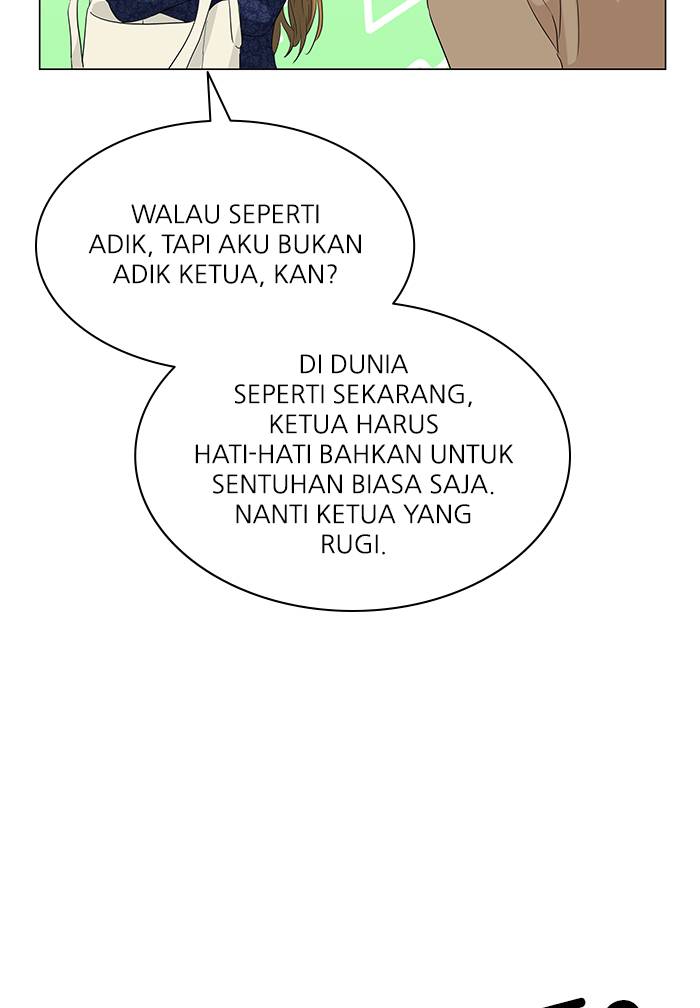 WALAU SEPERTI
ADIK, TAPI AKU BUKAN
ADIK KETUA, KAN?
DI DUNIA
SEPERTI SEKARANG,
KETUA HARUS
HATI-HATI BAHKAN UNTUK
SENTUHAN BIASA SAJA.
NANTI KETUA YANG
RUGI.